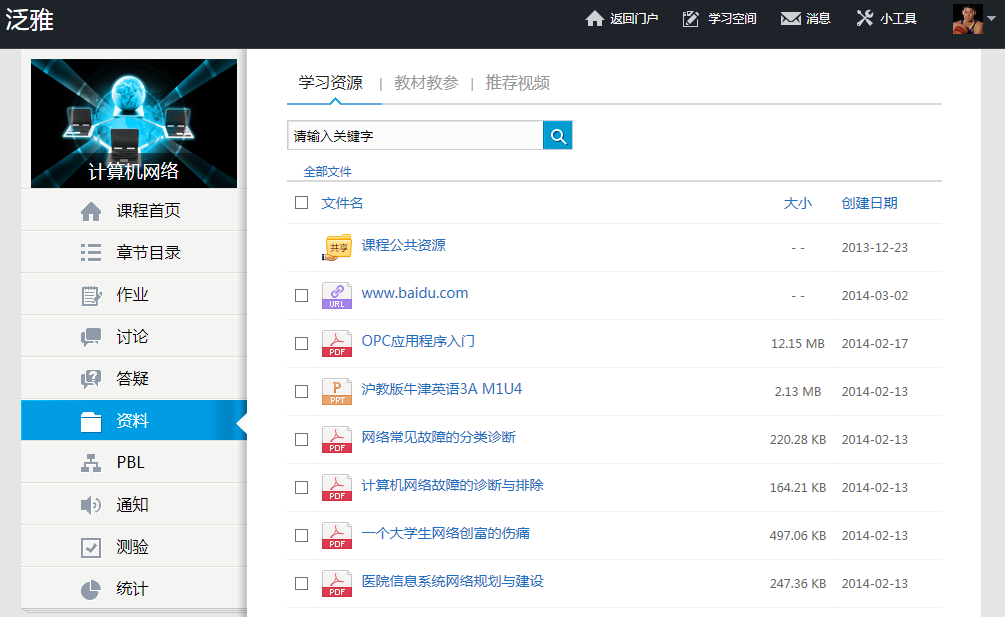 泛雅
返回门户 学习空间 消息 小工具
计算机网络
课程首页
章节目录
作业
讨论
答疑
资料
PBL
通知
测验
统计
学习资源 | 教材教参 | 推荐视频
请输入关键字
全部文件
文件名 大小 创建日期
共享 课程公共资源 - - 2013-12-23
URL www.baidu.com - - 2014-03-02
PDF OPC应用程序入门 12.15 MB 2014-02-17
P PPT 沪教版牛津英语3A M1U4 2.13 MB 2014-02-13
PDF 网络常见故障的分类诊断 220.28 KB 2014-02-13
PDF 计算机网络故障的诊断与排除 164.21 KB 2014-02-13
PDF 一个大学生网络创富的伤痛 497.06 KB 2014-02-13
PDF 医院信息系统网络规划与建设 247.36 KB 2014-02-13